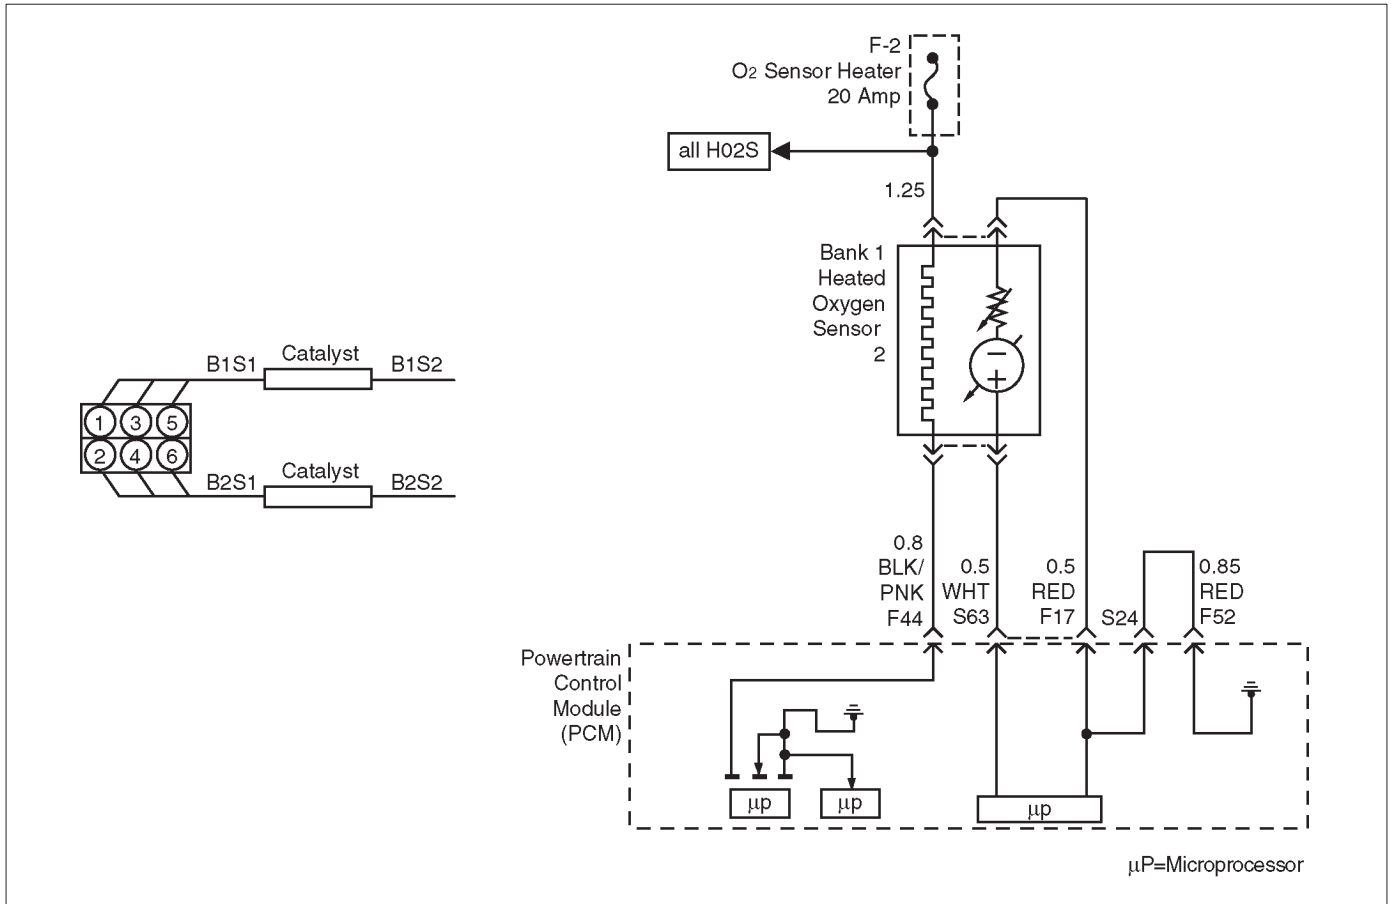 F-2
O2 Sensor Heater
20 Amp
all H02S
1.25
Bank 1
Heated
Oxygen
Sensor
2
B1S1
Catalyst
B1S2
1
3
5
2
4
6
B2S1
Catalyst
B2S2
0.8
BLK/
PNK
F44
0.5
WHT
S63
0.5
RED
F17
S24
0.85
RED
F52
Powertrain
Control
Module
(PCM)
μp
μp
μp
μP=Microprocessor